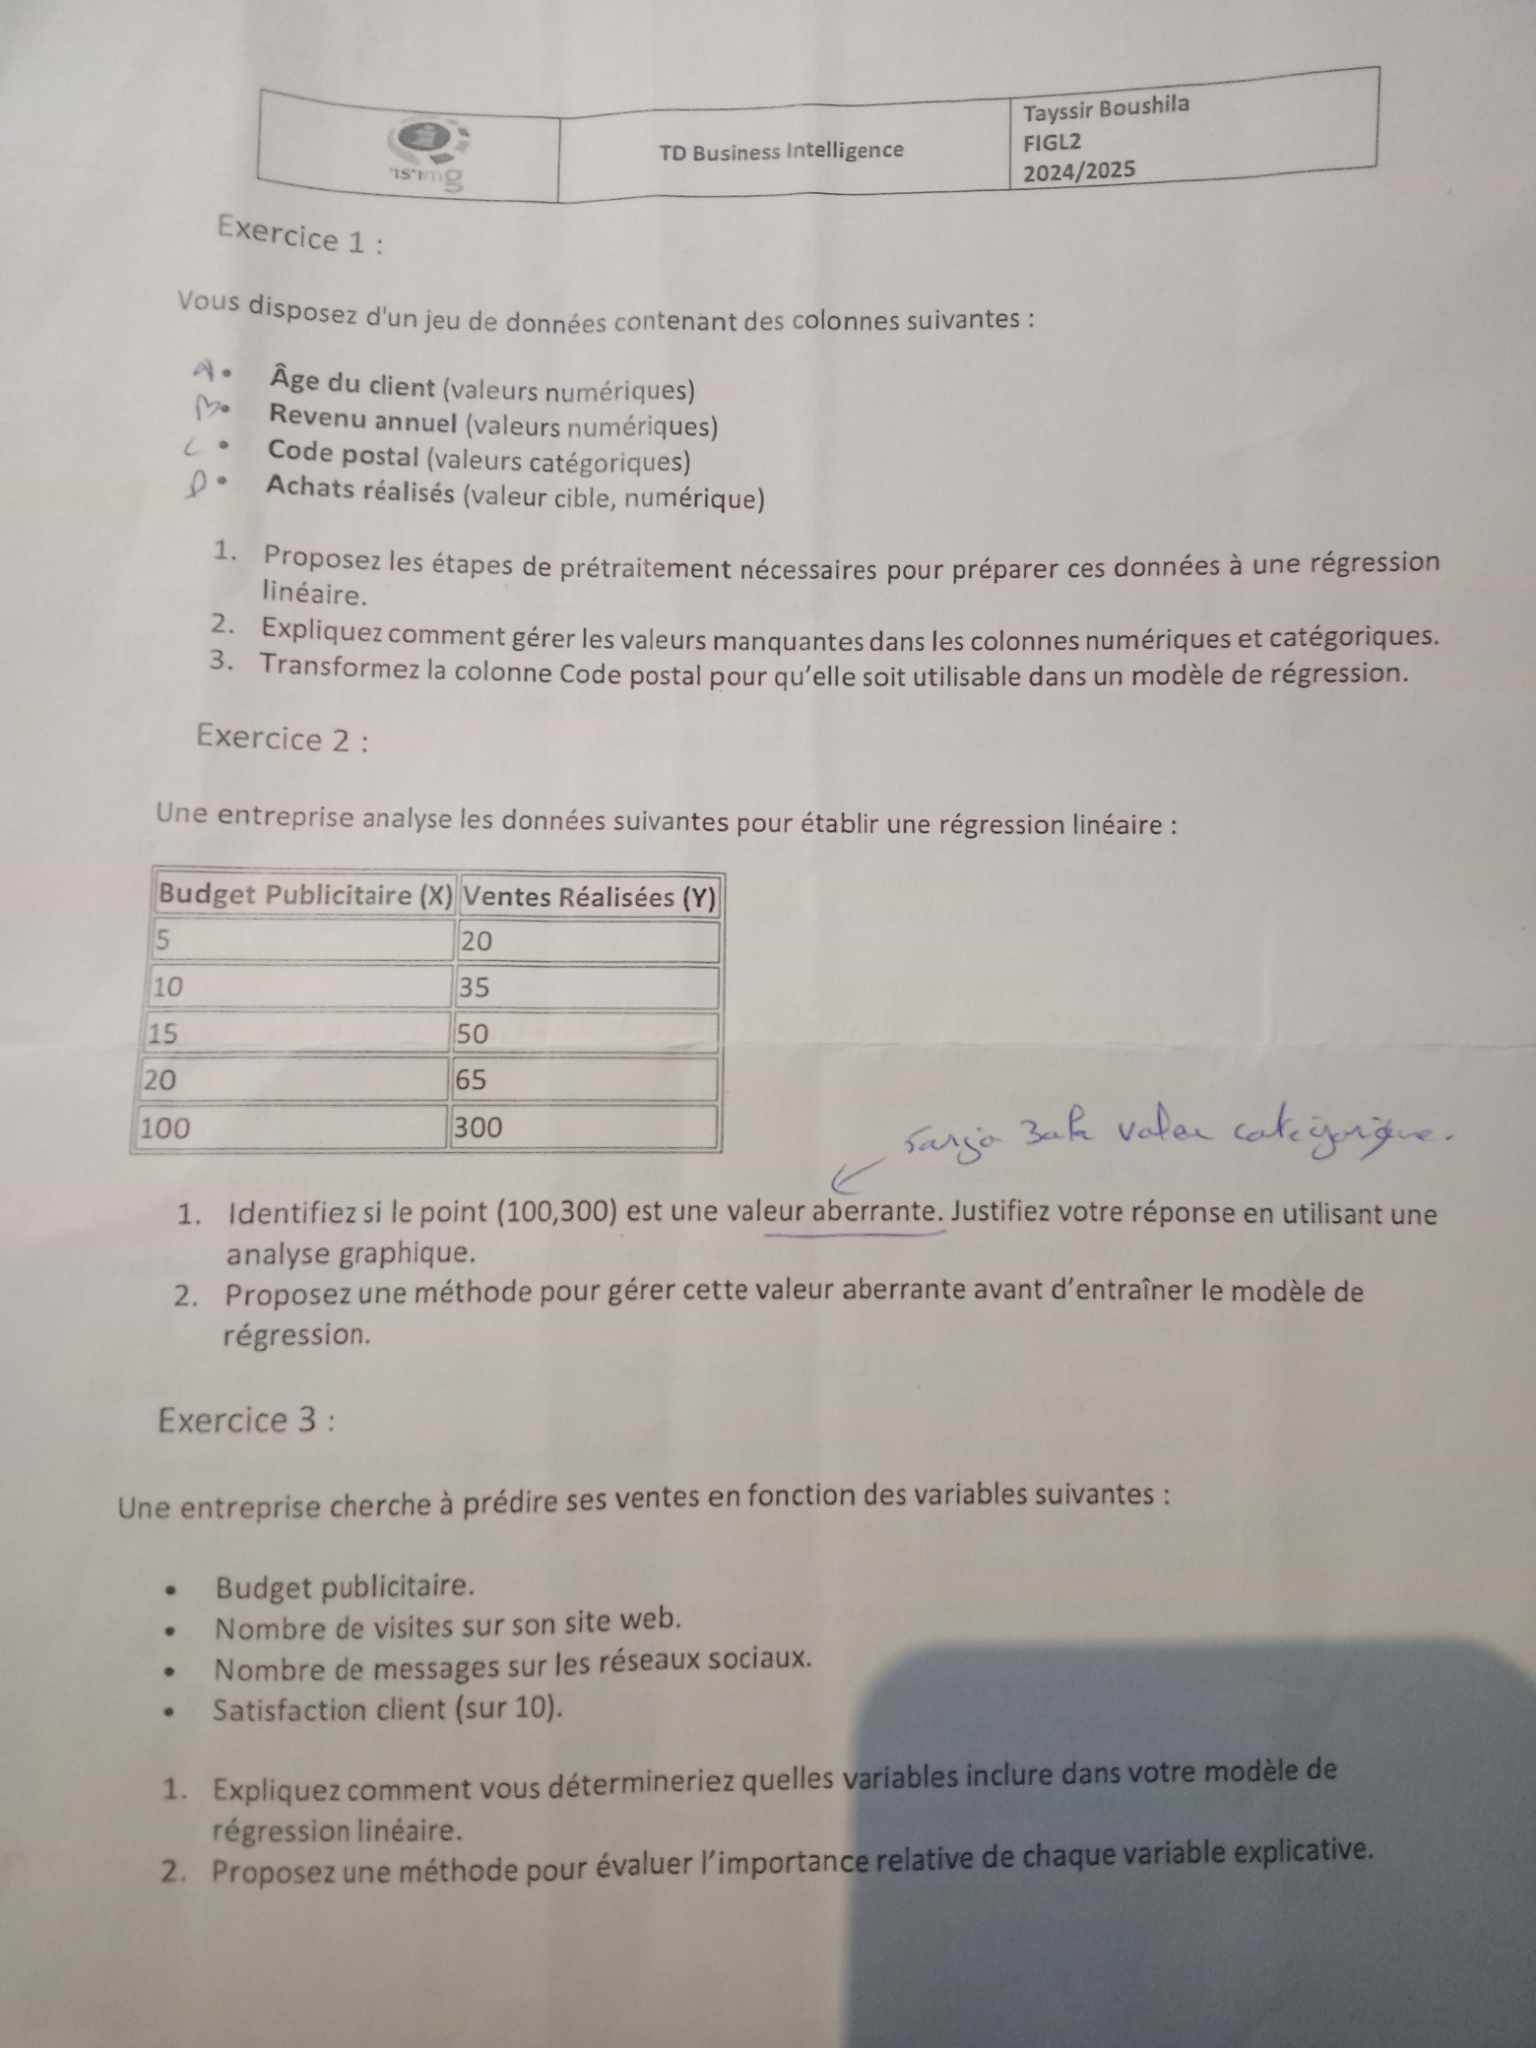 isimg
TD Business Intelligence
Tayssir Boushila
FIGL2
2024/2025
Exercice 1 :
Vous disposez d'un jeu de données contenant des colonnes suivantes :
A • Âge du client (valeurs numériques)
B • Revenu annuel (valeurs numériques)
C • Code postal (valeurs catégoriques)
D • Achats réalisés (valeur cible, numérique)
1. Proposez les étapes de prétraitement nécessaires pour préparer ces données à une régression
linéaire.
2. Expliquez comment gérer les valeurs manquantes dans les colonnes numériques et catégoriques.
3. Transformez la colonne Code postal pour qu’elle soit utilisable dans un modèle de régression.
Exercice 2 :
Une entreprise analyse les données suivantes pour établir une régression linéaire :
Budget Publicitaire (X) Ventes Réalisées (Y)
5 20
10 35
15 50
20 65
100 300
valeu catégorique.
1. Identifiez si le point (100,300) est une valeur aberrante. Justifiez votre réponse en utilisant une
analyse graphique.
2. Proposez une méthode pour gérer cette valeur aberrante avant d’entraîner le modèle de
régression.
Exercice 3 :
Une entreprise cherche à prédire ses ventes en fonction des variables suivantes :
• Budget publicitaire.
• Nombre de visites sur son site web.
• Nombre de messages sur les réseaux sociaux.
• Satisfaction client (sur 10).
1. Expliquez comment vous détermineriez quelles variables inclure dans votre modèle de
régression linéaire.
2. Proposez une méthode pour évaluer l’importance relative de chaque variable explicative.